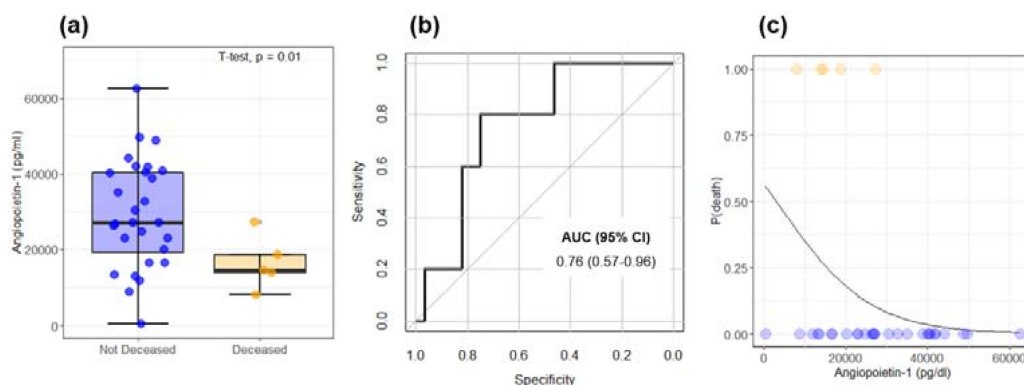 (a)
T-test, p = 0.01
Angiopoietin-1 (pg/ml)
60000
40000
20000
0
Not Deceased
Deceased
(b)
Sensitivity
1.0
0.8
0.6
0.4
0.2
0.0
AUC (95% CI)
0.76 (0.57-0.96)
1.0 0.8 0.6 0.4 0.2 0.0
Specificity
(c)
P(death)
1.00
0.75
0.50
0.25
0.00
0 20000 40000 60000
Angiopoietin-1 (pg/dl)